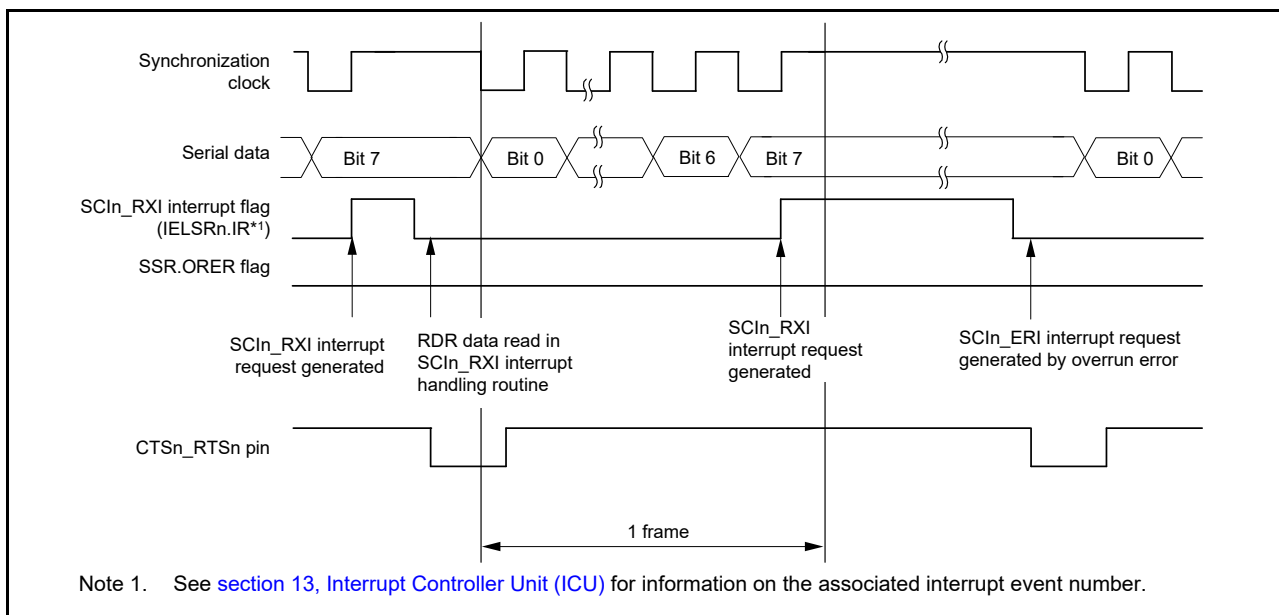 Synchronization
clock
Serial data
Bit 7
Bit 0
Bit 6
Bit 7
Bit 0
SCIn_RXI interrupt flag
(IELSRn.IR*1)
SSR.ORER flag
SCIn_RXI interrupt
request generated
RDR data read in
SCIn_RXI interrupt
handling routine
SCIn_RXI
interrupt request
generated
SCIn_ERI interrupt request
generated by overrun error
CTSn_RTSn pin
1 frame
Note 1. See section 13, Interrupt Controller Unit (ICU) for information on the associated interrupt event number.